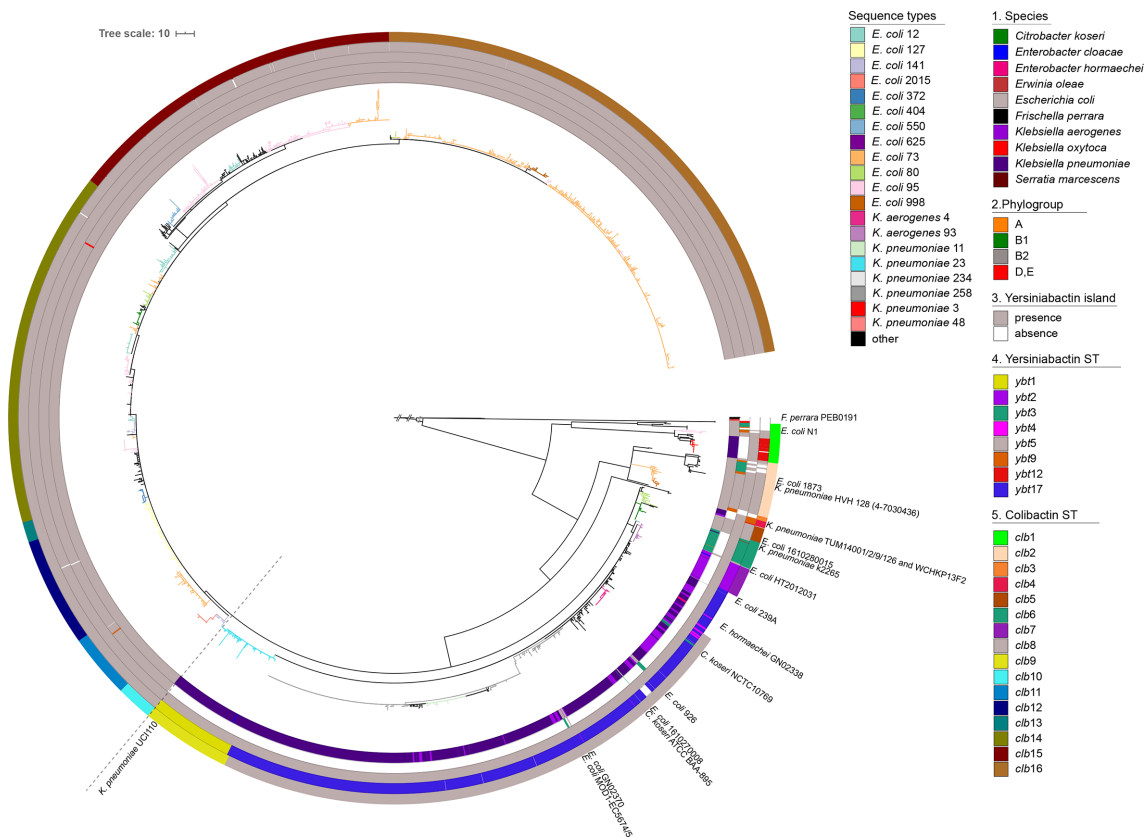 Tree scale: 10
Sequence types
E. coli 12
E. coli 127
E. coli 141
E. coli 2015
E. coli 372
E. coli 404
E. coli 550
E. coli 625
E. coli 73
E. coli 80
E. coli 95
E. coli 998
K. aerogenes 4
K. aerogenes 93
K. pneumoniae 11
K. pneumoniae 23
K. pneumoniae 234
K. pneumoniae 258
K. pneumoniae 3
K. pneumoniae 48
other
1. Species
Citrobacter koseri
Enterobacter cloacae
Enterobacter hormaechei
Erwinia oleae
Escherichia coli
Frischella perrara
Klebsiella aerogenes
Klebsiella oxytoca
Klebsiella pneumoniae
Serratia marcescens
2.Phylogroup
A
B1
B2
D,E
3. Yersiniabactin island
presence
absence
4. Yersiniabactin ST
ybt1
ybt2
ybt3
ybt4
ybt5
ybt9
ybt12
ybt17
5. Colibactin ST
clb1
clb2
clb3
clb4
clb5
clb6
clb7
clb8
clb9
clb10
clb11
clb12
clb13
clb14
clb15
clb16
F. perrara PEB0191
E. coli N1
E. coli 1873
K. pneumoniae HVH 128 (4-7030436)
K. pneumoniae TUM14001/2/9/126 and WCHKP13F2
E. coli 1610280015
K. pneumoniae k2265
E. coli HT2012031
E. coli 239A
E. hormaechei GN02338
C. koseri NCTC10769
E. coli 926
E. coli 1610270008
C. koseri ATCC BAA-895
E. coli GN02370
E. coli MOD1-EC5674/5
K. pneumoniae UCI110